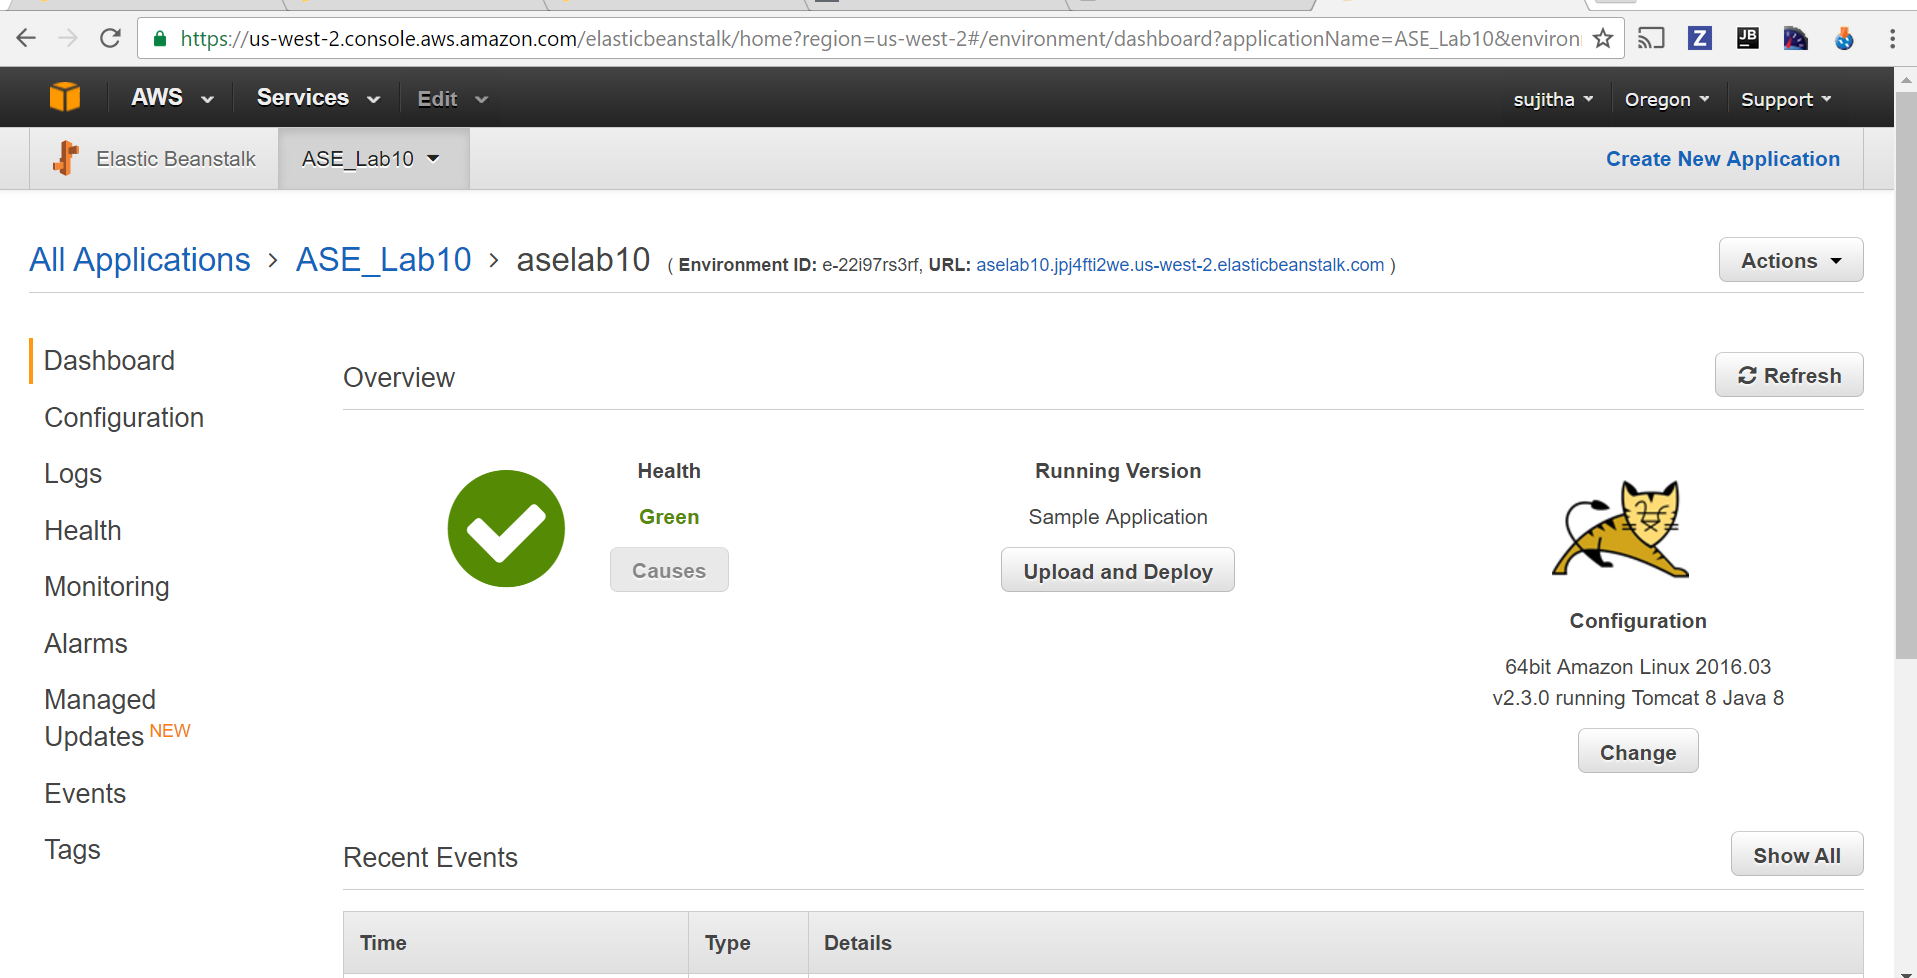 https://us-west-2.console.aws.amazon.com/elasticbeanstalk/home?region=us-west-2#/environment/dashboard?applicationName=ASE_Lab10&environ
Z
JB
AWS Services Edit sujitha Oregon Support
Elastic Beanstalk ASE_Lab10 Create New Application
All Applications › ASE_Lab10 › aselab10 ( Environment ID: e-22i97rs3rf, URL: aselab10.jpj4fti2we.us-west-2.elasticbeanstalk.com ) Actions
Dashboard
Configuration
Logs
Health
Monitoring
Alarms
Managed
Updates NEW
Events
Tags
Overview
Refresh
Health
Green
Causes
Running Version
Sample Application
Upload and Deploy
Configuration
64bit Amazon Linux 2016.03
v2.3.0 running Tomcat 8 Java 8
Change
Recent Events
Show All
Time Type Details